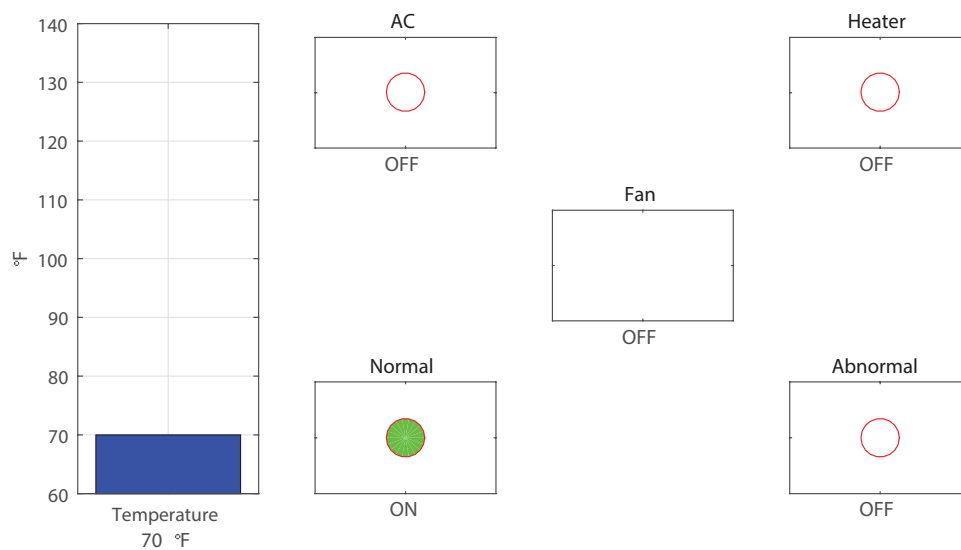 140
130
120
110
100
90
80
70
60
°F
Temperature
70 °F
AC
OFF
Heater
OFF
Fan
OFF
Normal
ON
Abnormal
OFF